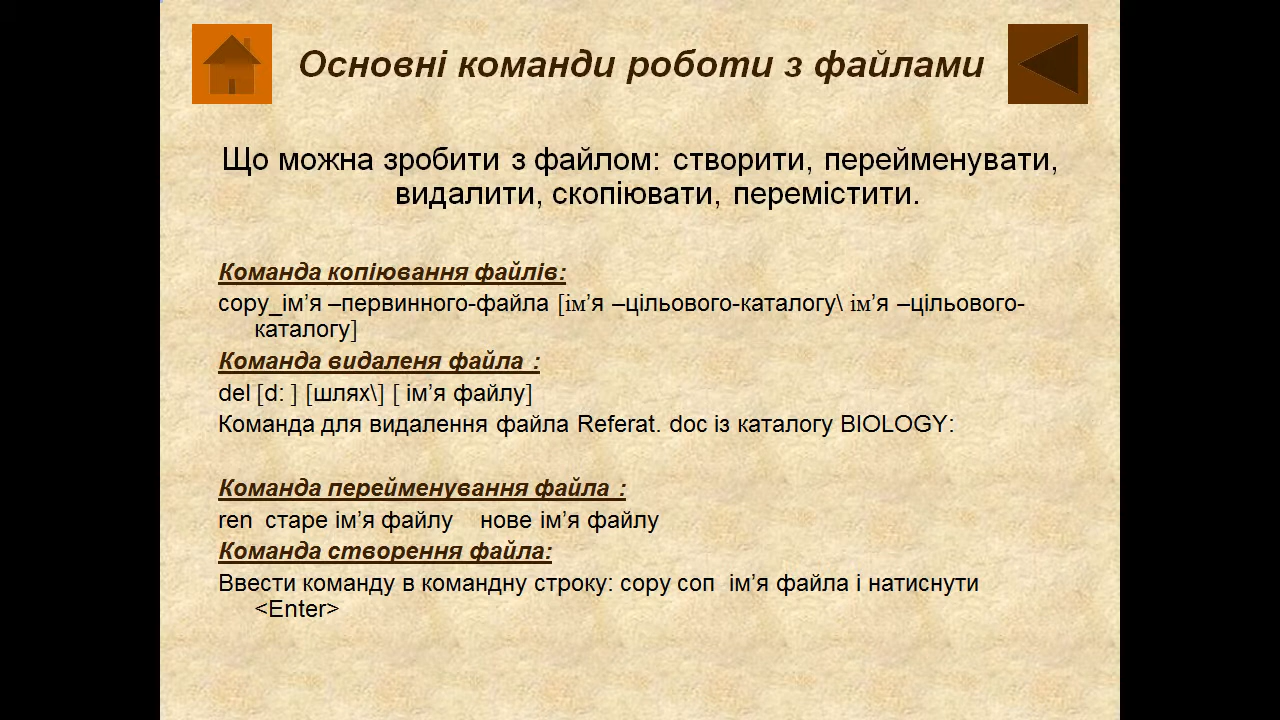 Основні команди роботи з файлами
Що можна зробити з файлом: створити, перейменувати,
видалити, скопіювати, перемістити.
Команда копіювання файлів:
copy_ім’я –первинного-файла [ім’я –цільового-каталогу\ ім’я –цільового-
каталогу]
Команда видаленя файла :
del [d: ] [шлях\] [ ім’я файлу]
Команда для видалення файла Referat. doc із каталогу BIOLOGY:
Команда перейменування файла :
ren старе ім’я файлу нове ім’я файлу
Команда створення файла:
Ввести команду в командну строку: copy con ім’я файла і натиснути
<Enter>